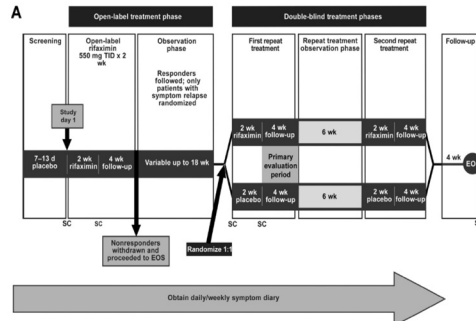 A
Open-label treatment phase
Double-blind treatment phases
Screening
Open-label
rifaximin
550 mg TID x 2
wk
Observation
phase
Responders
followed; only
patients with
symptom relapse
randomized
First repeat
treatment
Repeat treatment
observation phase
Second repeat
treatment
Follow-up
Study
day 1
7–13 d
placebo
2 wk
rifaximin
4 wk
follow-up
Variable up to 18 wk
2 wk
rifaximin
4 wk
follow-up
6 wk
2 wk
rifaximin
4 wk
follow-up
Primary
evaluation
period
4 wk
EO
2 wk
placebo
4 wk
follow-up
6 wk
2 wk
placebo
4 wk
follow-up
SC
SC
SC
SC
Nonresponders
withdrawn and
proceeded to EOS
Randomize 1:1
Obtain daily/weekly symptom diary